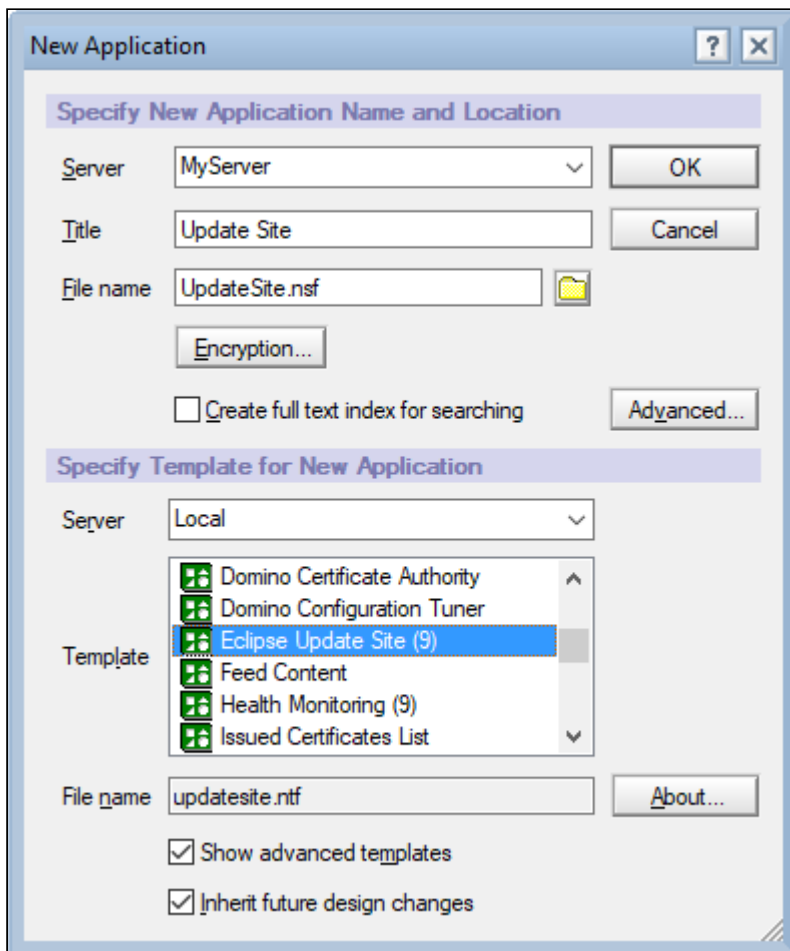 New Application
Specify New Application Name and Location
Server MyServer OK
Title Update Site Cancel
File name UpdateSite.nsf
Encryption...
Create full text index for searching Advanced...
Specify Template for New Application
Server Local
Domino Certificate Authority
Domino Configuration Tuner
Eclipse Update Site (9)
Template
Feed Content
Health Monitoring (9)
Issued Certificates List
File name updatesite.ntf About...
Show advanced templates
Inherit future design changes